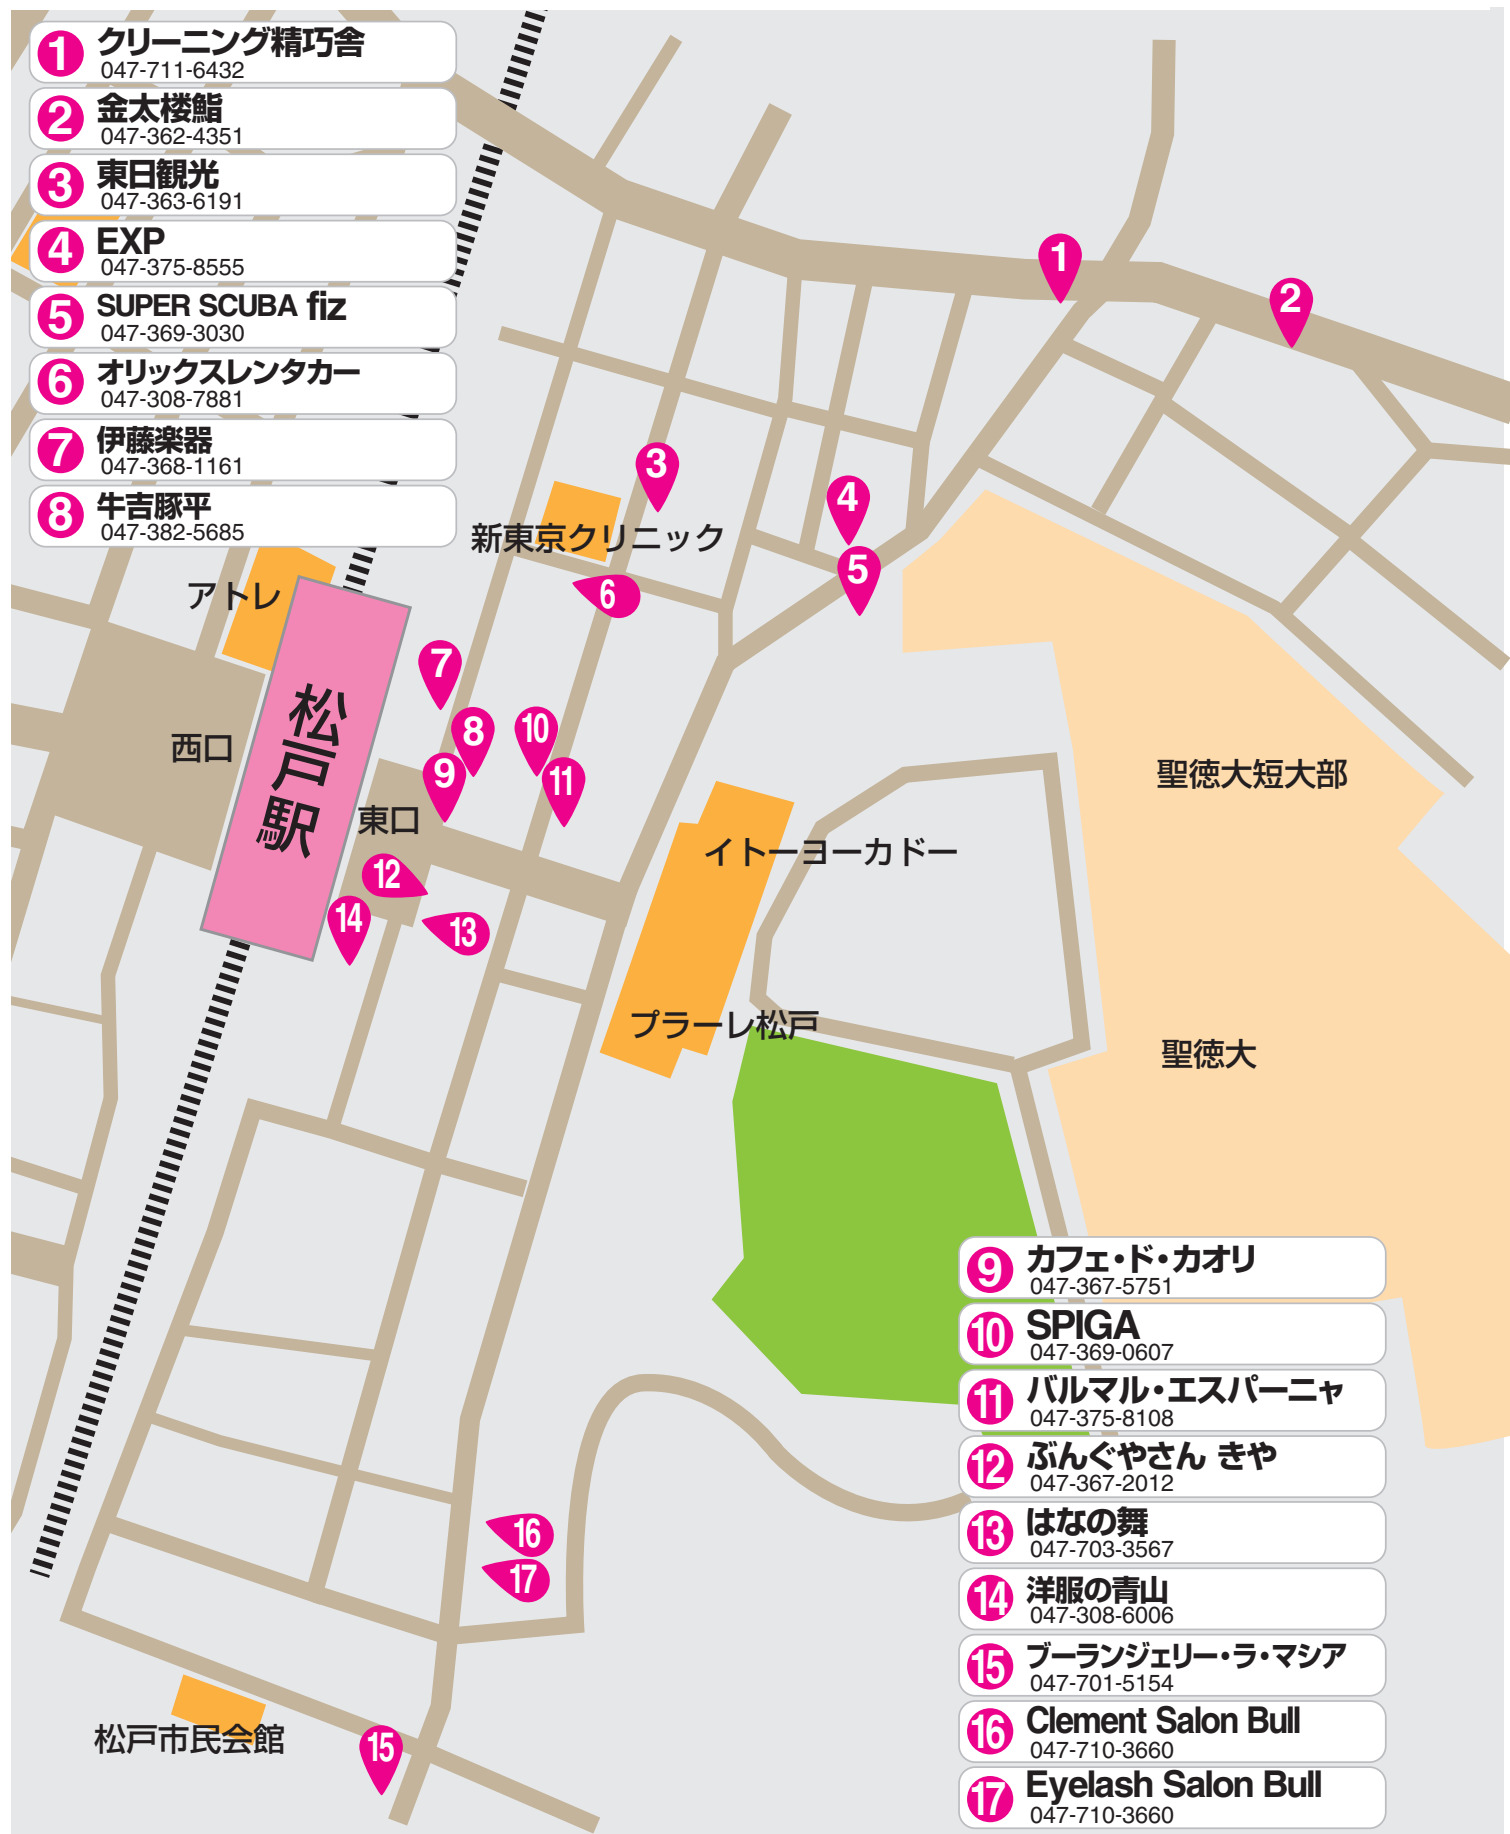 1 クリーニング精巧舎
047-711-6432
2 金太楼鮨
047-362-4351
3 東日観光
047-363-6191
4 EXP
047-375-8555
5 SUPER SCUBA fiz
047-369-3030
6 オリックスレンタカー
047-308-7881
7 伊藤楽器
047-368-1161
8 牛吉豚平
047-382-5685
1
2
3
4
新東京クリニック
5
アトレ
6
7
松戸駅
西口
8
10
9
11
聖徳大短大部
東口
イトーヨーカドー
12
14
13
プラーレ松戸
聖徳大
9 カフェ・ド・カオリ
047-367-5751
10 SPIGA
047-369-0607
11 バルマル・エスパーニャ
047-375-8108
12 ぶんぐやさん きや
047-367-2012
13 はなの舞
047-703-3567
14 洋服の青山
047-308-6006
15 ブーランジェリー・ラ・マシア
047-701-5154
16 Clement Salon Bull
047-710-3660
17 Eyelash Salon Bull
047-710-3660
16
17
松戸市民会館
15